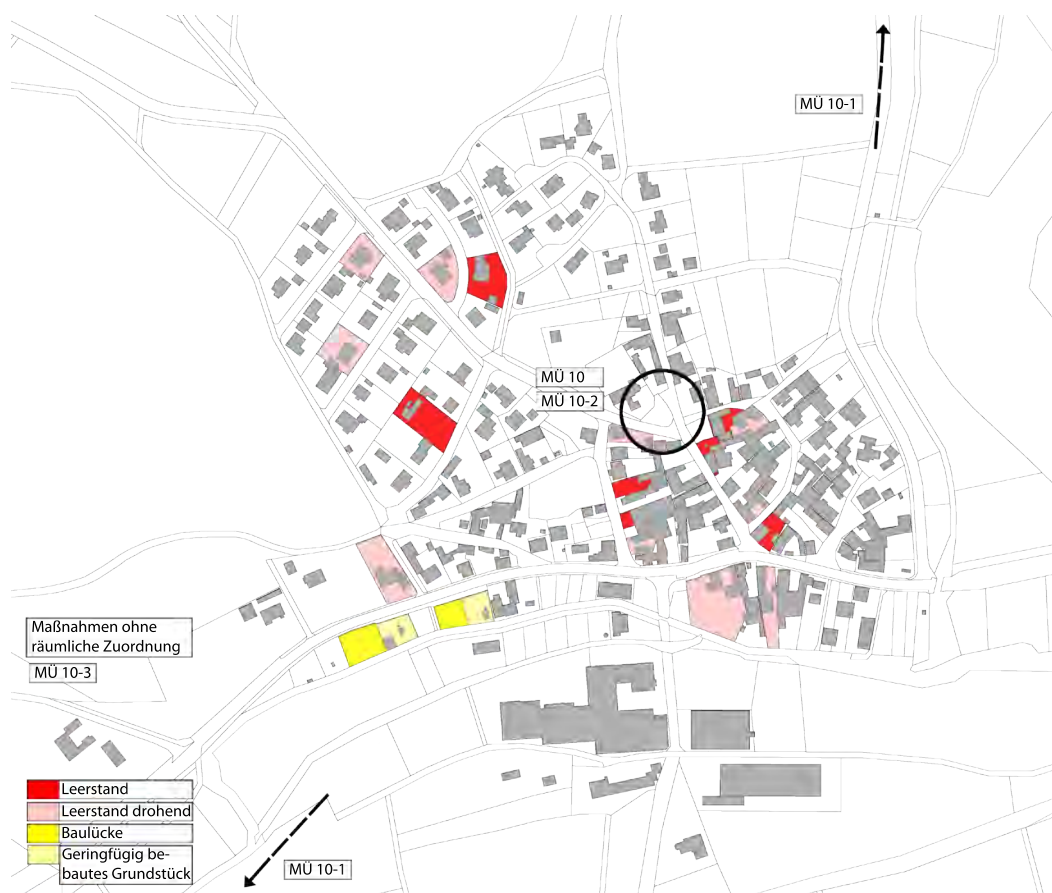 MÜ 10-1
MÜ 10
MÜ 10-2
Maßnahmen ohne
räumliche Zuordnung
MÜ 10-3
Leerstand
Leerstand drohend
Baulücke
Geringfügig be-
bautes Grundstück
MÜ 10-1